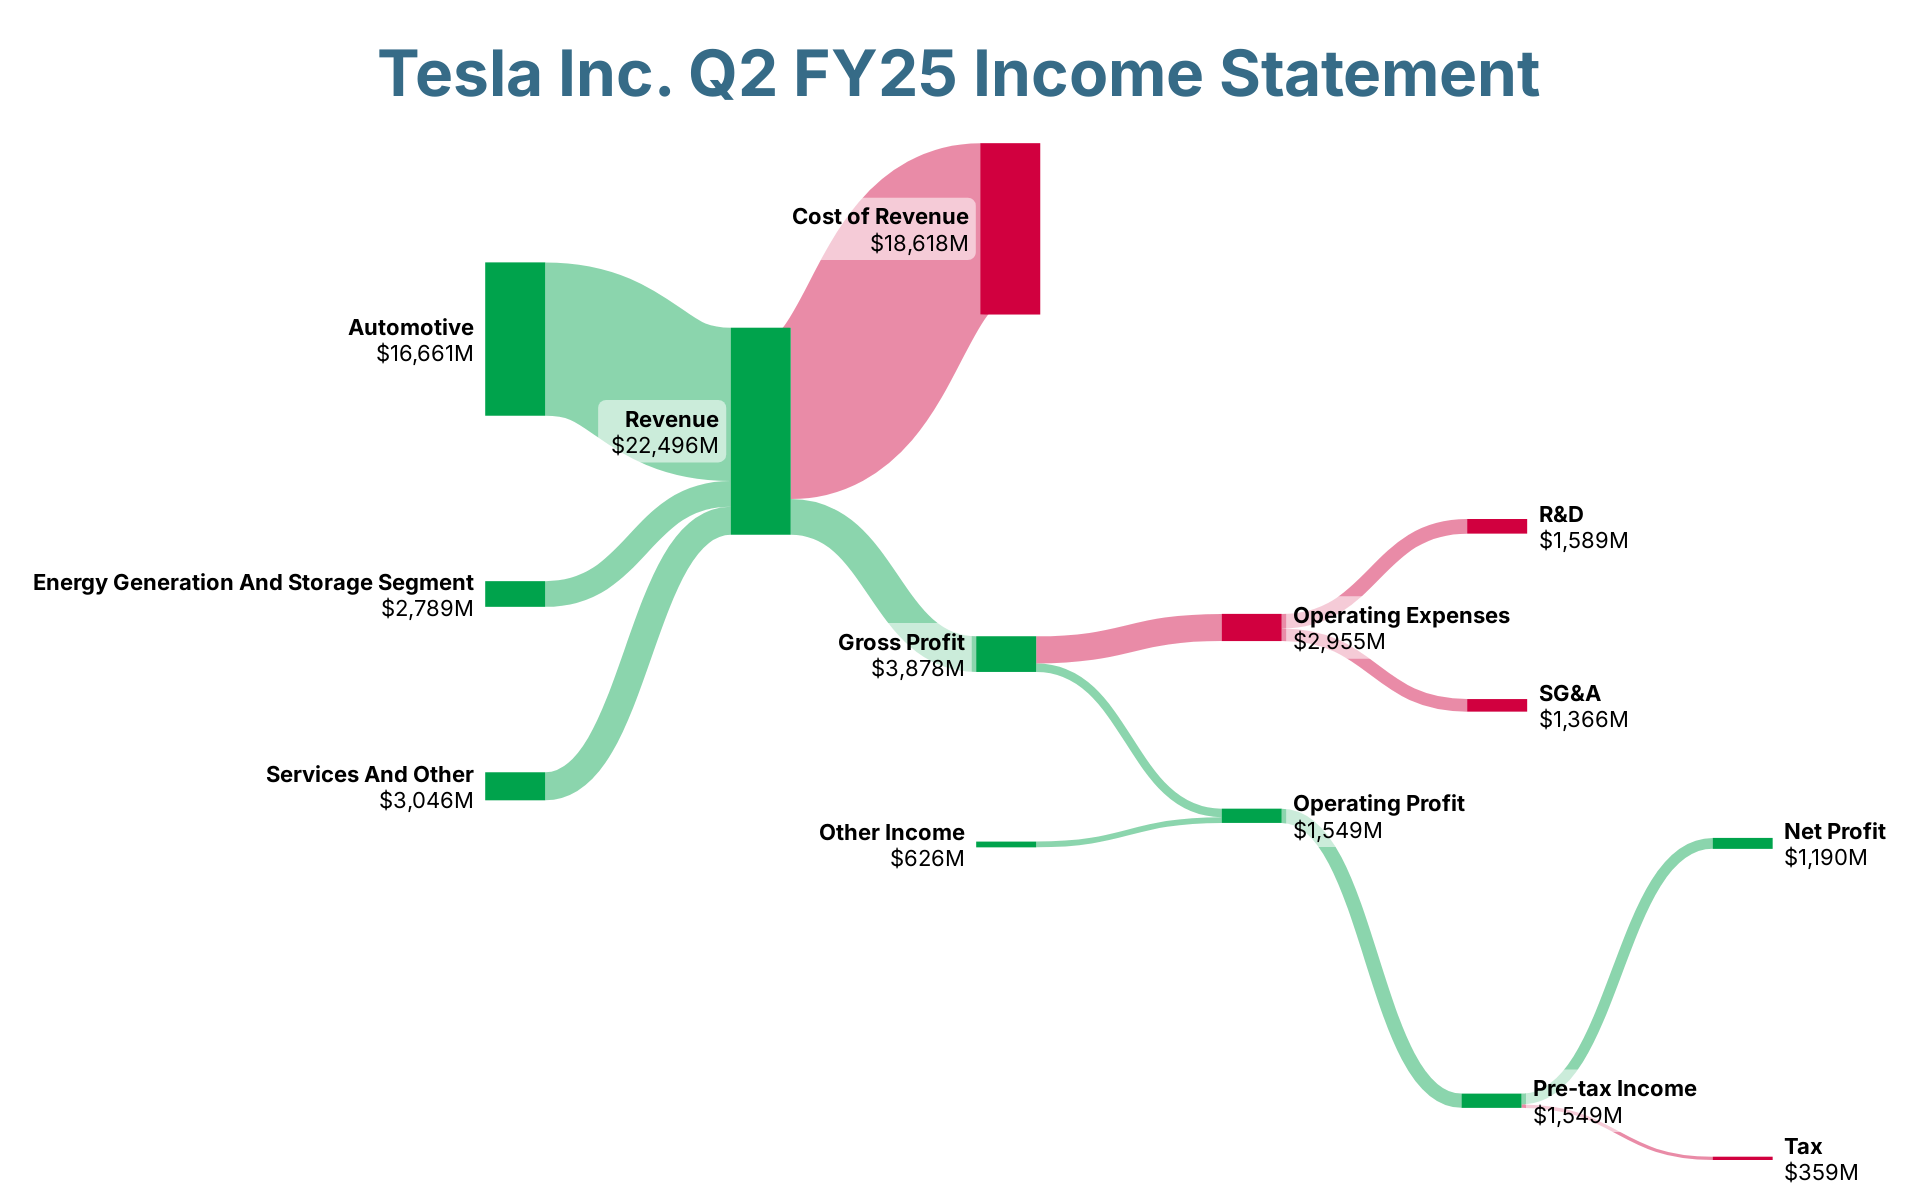 Tesla Inc. Q2 FY25 Income Statement
Cost of Revenue
$18,618M
Automotive
$16,661M
Revenue
$22,496M
R&D
$1,589M
Energy Generation And Storage Segment
$2,789M
Operating Expenses
$2,955M
Gross Profit
$3,878M
SG&A
$1,366M
Services And Other
$3,046M
Operating Profit
$1,549M
Other Income
$626M
Net Profit
$1,190M
Pre-tax Income
$1,549M
Tax
$359M